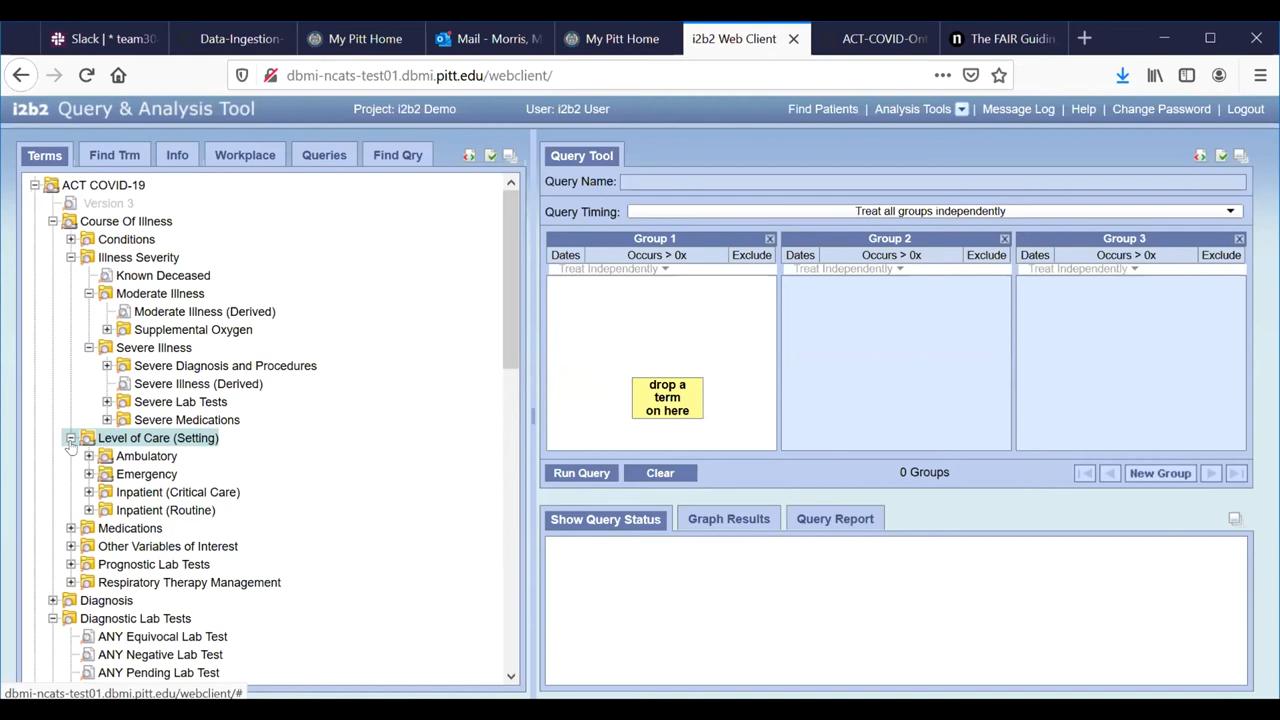 Slack | * team30
Data-Ingestion-
My Pitt Home
Mail - Morris, M
My Pitt Home
i2b2 Web Client
ACT-COVID-Ont
The FAIR Guidin
dbmi-ncats-test01.dbmi.pitt.edu/webclient/
i2b2 Query & Analysis Tool
Project: i2b2 Demo
User: i2b2 User
Find Patients
Analysis Tools
Message Log
Help
Change Password
Logout
Terms
Find Trm
Info
Workplace
Queries
Find Qry
ACT COVID-19
Version 3
Course Of Illness
Conditions
Illness Severity
Known Deceased
Moderate Illness
Moderate Illness (Derived)
Supplemental Oxygen
Severe Illness
Severe Diagnosis and Procedures
Severe Illness (Derived)
Severe Lab Tests
Severe Medications
Level of Care (Setting)
Ambulatory
Emergency
Inpatient (Critical Care)
Inpatient (Routine)
Medications
Other Variables of Interest
Prognostic Lab Tests
Respiratory Therapy Management
Diagnosis
Diagnostic Lab Tests
ANY Equivocal Lab Test
ANY Negative Lab Test
ANY Pending Lab Test
dbmi-ncats-test01.dbmi.pitt.edu/webclient/#
Query Tool
Query Name:
Query Timing:
Treat all groups independently
Group 1
Group 2
Group 3
Dates
Occurs > 0x
Exclude
Dates
Occurs > 0x
Exclude
Dates
Occurs > 0x
Exclude
Treat Independently
Treat Independently
Treat Independently
drop a
term
on here
Run Query
Clear
0 Groups
New Group
Show Query Status
Graph Results
Query Report